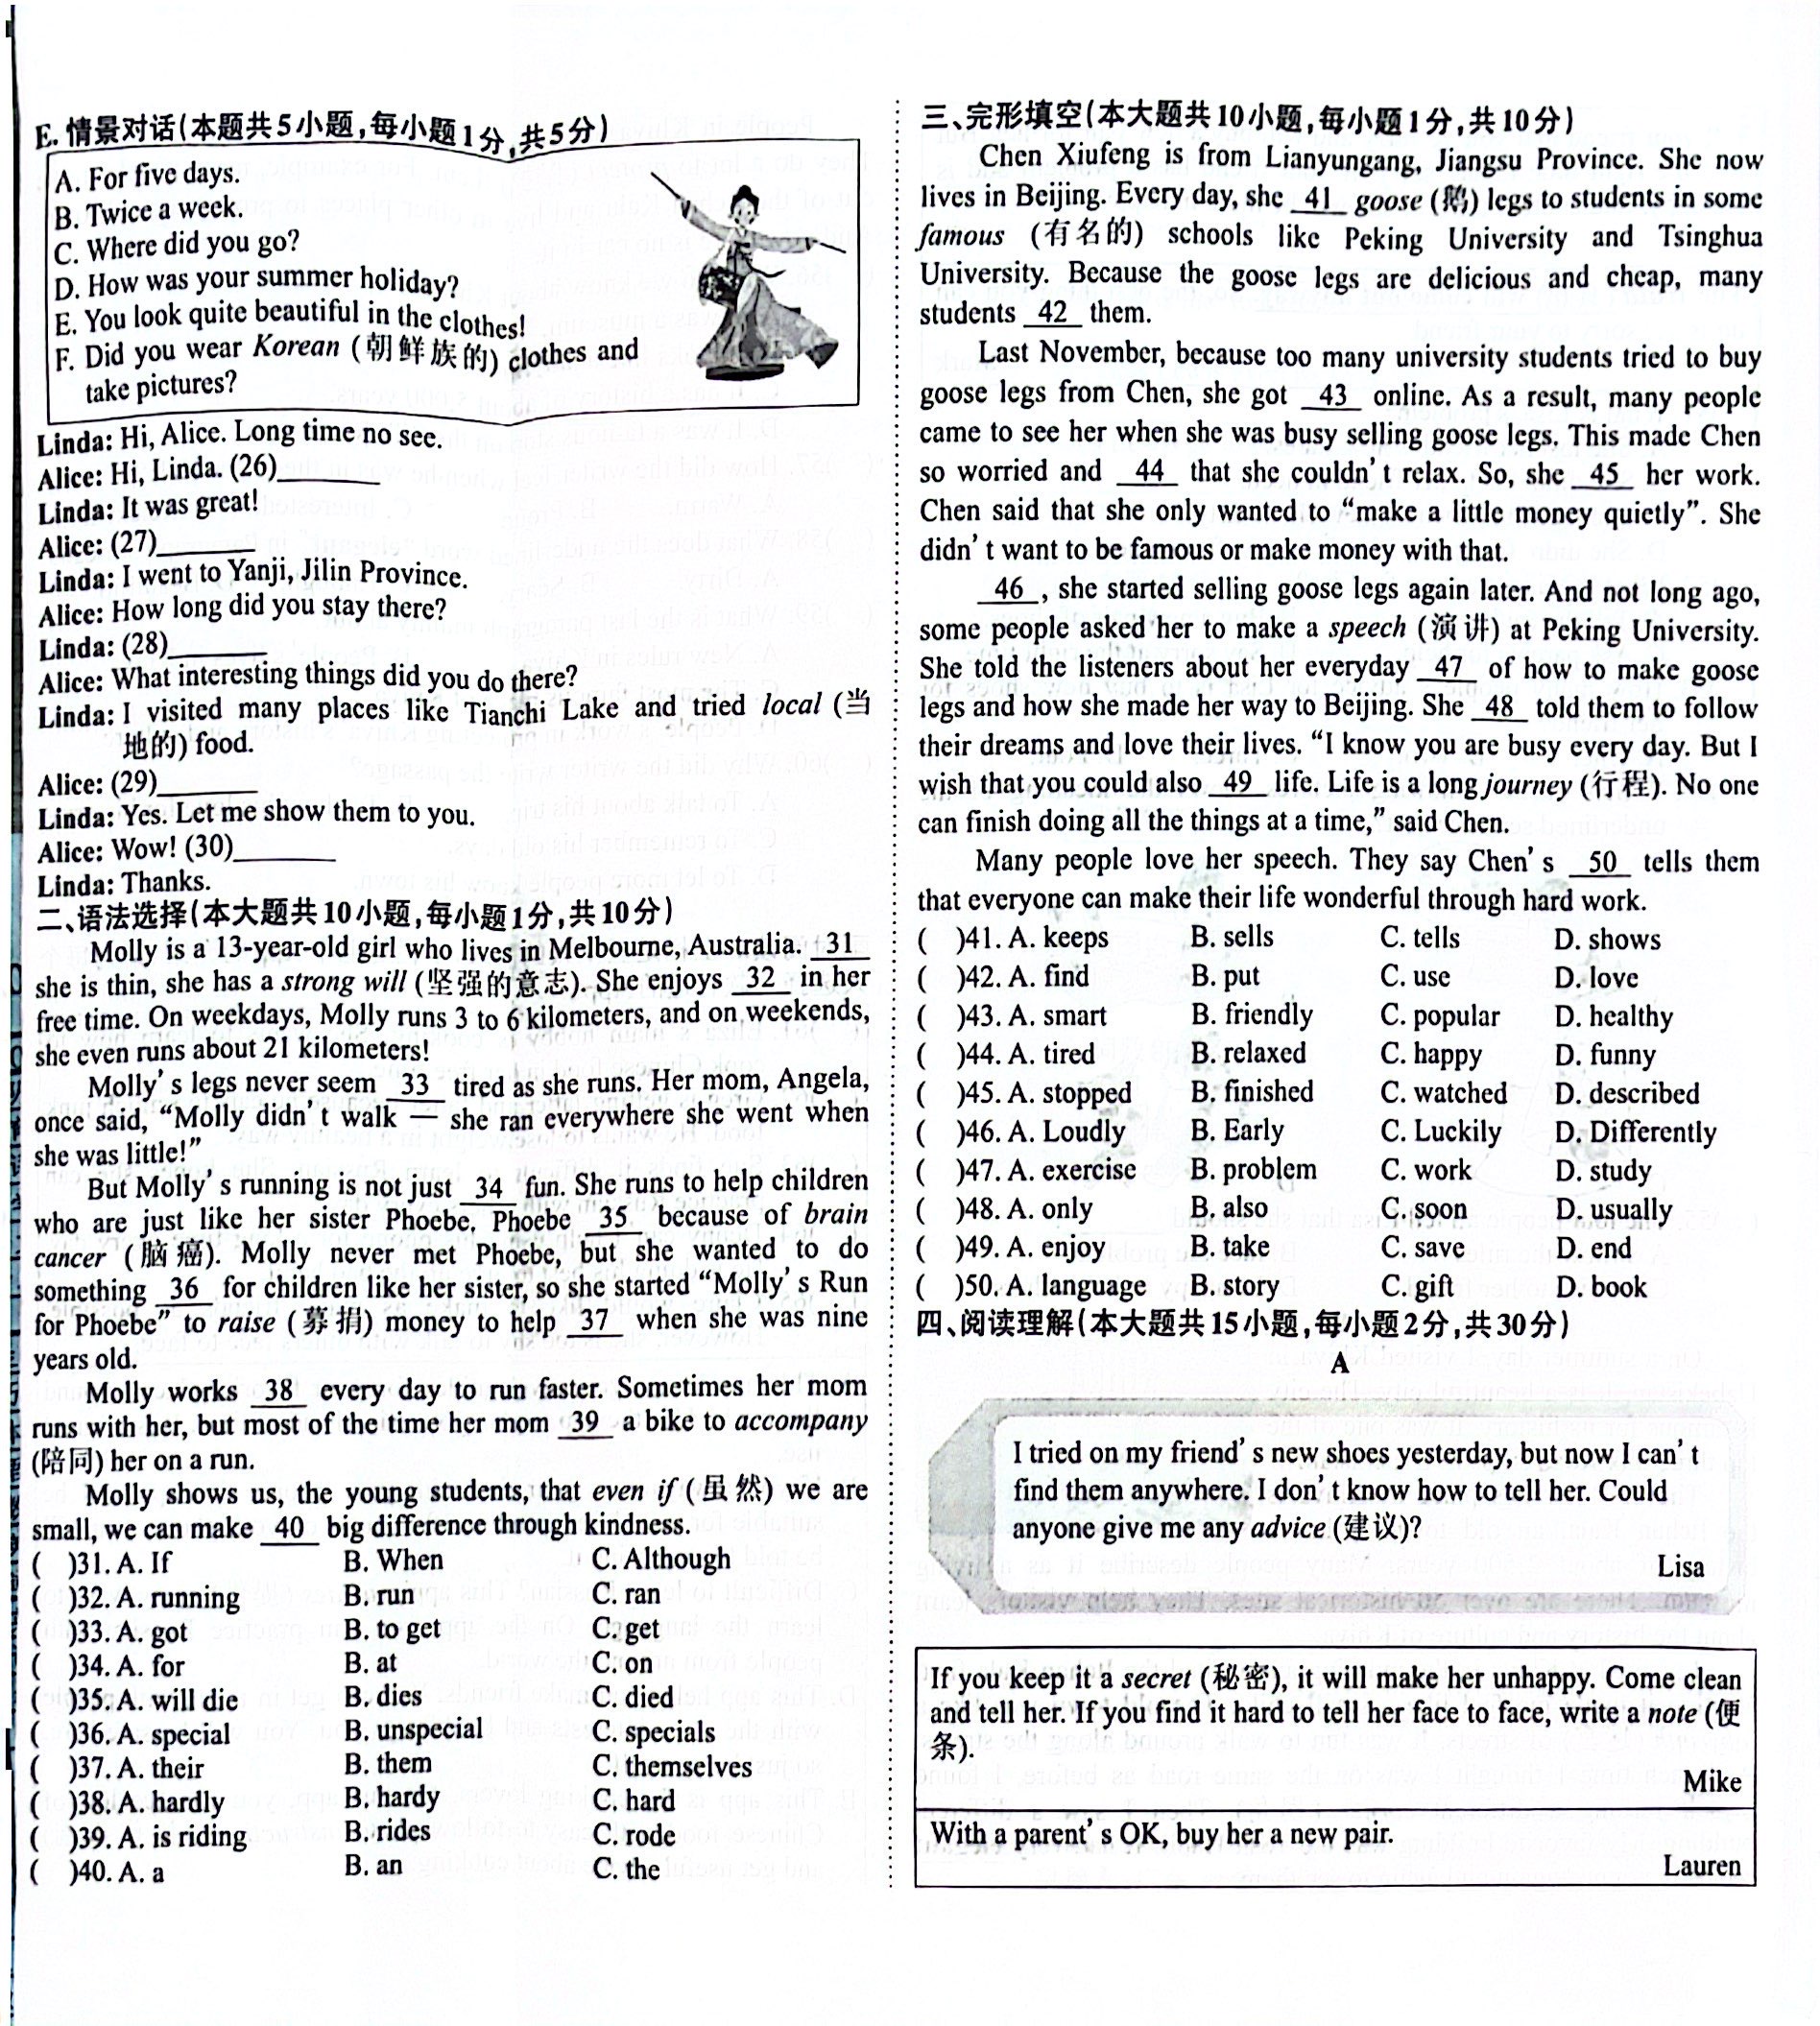 E. 情景对话(本题共5小题,每小题1分,共5分)
A. For five days.
B. Twice a week.
C. Where did you go?
D. How was your summer holiday?
E. You look quite beautiful in the clothes!
F. Did you wear Korean (朝鲜族的) clothes and
take pictures?
Linda: Hi, Alice. Long time no see.
Alice: Hi, Linda. (26)________
Linda: It was great!
Alice: (27)________
Linda: I went to Yanji, Jilin Province.
Alice: How long did you stay there?
Linda: (28)________
Alice: What interesting things did you do there?
Linda: I visited many places like Tianchi Lake and tried local (当
地的) food.
Alice: (29)________
Linda: Yes. Let me show them to you.
Alice: Wow! (30)________
Linda: Thanks.
二、语法选择(本大题共10小题,每小题1分,共10分)
Molly is a 13-year-old girl who lives in Melbourne, Australia. 31
she is thin, she has a strong will (坚强的意志). She enjoys 32 in her
free time. On weekdays, Molly runs 3 to 6 kilometers, and on weekends,
she even runs about 21 kilometers!
Molly's legs never seem 33 tired as she runs. Her mom, Angela,
once said, “Molly didn't walk — she ran everywhere she went when
she was little!”
But Molly's running is not just 34 fun. She runs to help children
who are just like her sister Phoebe. Phoebe 35 because of brain
cancer (脑癌). Molly never met Phoebe, but she wanted to do
something 36 for children like her sister, so she started “Molly's Run
for Phoebe” to raise (募捐) money to help 37 when she was nine
years old.
Molly works 38 every day to run faster. Sometimes her mom
runs with her, but most of the time her mom 39 a bike to accompany
(陪同) her on a run.
Molly shows us, the young students, that even if (虽然) we are
small, we can make 40 big difference through kindness.
( )31. A. If B. When C. Although
( )32. A. running B. run C. ran
( )33. A. got B. to get C. get
( )34. A. for B. at C. on
( )35. A. will die B. dies C. died
( )36. A. special B. unspecial C. specials
( )37. A. their B. them C. themselves
( )38. A. hardly B. hardy C. hard
( )39. A. is riding B. rides C. rode
( )40. A. a B. an C. the
三、完形填空(本大题共10小题,每小题1分,共10分)
Chen Xiufeng is from Lianyungang, Jiangsu Province. She now
lives in Beijing. Every day, she 41 goose (鹅) legs to students in some
famous (有名的) schools like Peking University and Tsinghua
University. Because the goose legs are delicious and cheap, many
students 42 them.
Last November, because too many university students tried to buy
goose legs from Chen, she got 43 online. As a result, many people
came to see her when she was busy selling goose legs. This made Chen
so worried and 44 that she couldn't relax. So, she 45 her work.
Chen said that she only wanted to “make a little money quietly”. She
didn't want to be famous or make money with that.
46, she started selling goose legs again later. And not long ago,
some people asked her to make a speech (演讲) at Peking University.
She told the listeners about her everyday 47 of how to make goose
legs and how she made her way to Beijing. She 48 told them to follow
their dreams and love their lives. “I know you are busy every day. But I
wish that you could also 49 life. Life is a long journey (行程). No one
can finish doing all the things at a time,” said Chen.
Many people love her speech. They say Chen's 50 tells them
that everyone can make their life wonderful through hard work.
( )41. A. keeps B. sells C. tells D. shows
( )42. A. find B. put C. use D. love
( )43. A. smart B. friendly C. popular D. healthy
( )44. A. tired B. relaxed C. happy D. funny
( )45. A. stopped B. finished C. watched D. described
( )46. A. Loudly B. Early C. Luckily D. Differently
( )47. A. exercise B. problem C. work D. study
( )48. A. only B. also C. soon D. usually
( )49. A. enjoy B. take C. save D. end
( )50. A. language B. story C. gift D. book
四、阅读理解(本大题共15小题,每小题2分,共30分)
A
I tried on my friend's new shoes yesterday, but now I can't
find them anywhere. I don't know how to tell her. Could
anyone give me any advice (建议)?
Lisa
If you keep it a secret (秘密), it will make her unhappy. Come clean
and tell her. If you find it hard to tell her face to face, write a note (便
条).
Mike
With a parent's OK, buy her a new pair.
Lauren